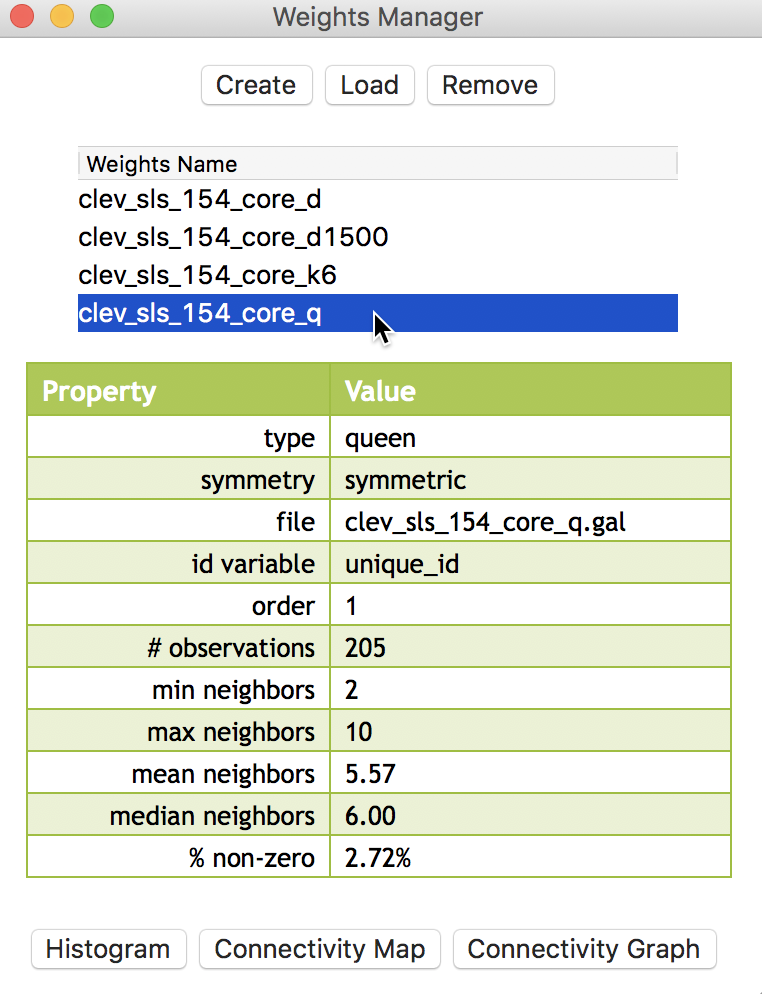 Weights Manager
Create Load Remove
Weights Name
clev_sls_154_core_d
clev_sls_154_core_d1500
clev_sls_154_core_k6
clev_sls_154_core_q
Property Value
type queen
symmetry symmetric
file clev_sls_154_core_q.gal
id variable unique_id
order 1
# observations 205
min neighbors 2
max neighbors 10
mean neighbors 5.57
median neighbors 6.00
% non-zero 2.72%
Histogram Connectivity Map Connectivity Graph